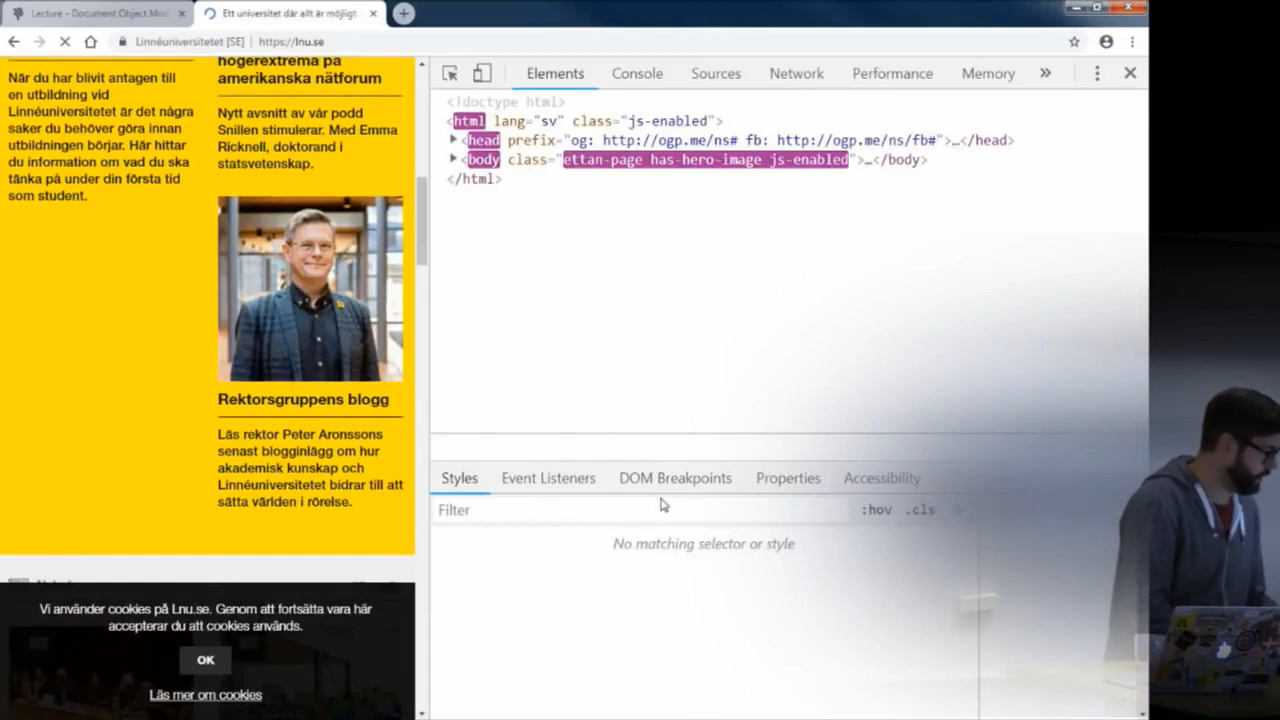 Lecture - Document Object Mod
Ett universitet där allt är möjligt.
Linnéuniversitetet [SE]
https://lnu.se
När du har blivit antagen till
en utbildning vid
Linnéuniversitetet är det några
saker du behöver göra innan
utbildningen börjar. Här hittar
du information om vad du ska
tänka på under din första tid
som student.
högerextrema på
amerikanska nätforum
Nytt avsnitt av vår podd
Snillen stimulerar. Med Emma
Ricknell, doktorand i
statsvetenskap.
Rektorsgruppens blogg
Läs rektor Peter Aronssons
senast blogginlägg om hur
akademisk kunskap och
Linnéuniversitetet bidrar till att
sätta världen i rörelse.
Vi använder cookies på Lnu.se. Genom att fortsätta vara här
accepterar du att cookies används.
OK
Läs mer om cookies
Elements Console Sources Network Performance Memory »
<!doctype html>
<html lang="sv" class="js-enabled">
<head prefix="og: http://ogp.me/ns# fb: http://ogp.me/ns/fb#">…</head>
<body class="ettan-page has-hero-image js-enabled">…</body>
</html>
Styles Event Listeners DOM Breakpoints Properties Accessibility
Filter
:hov .cls
No matching selector or style